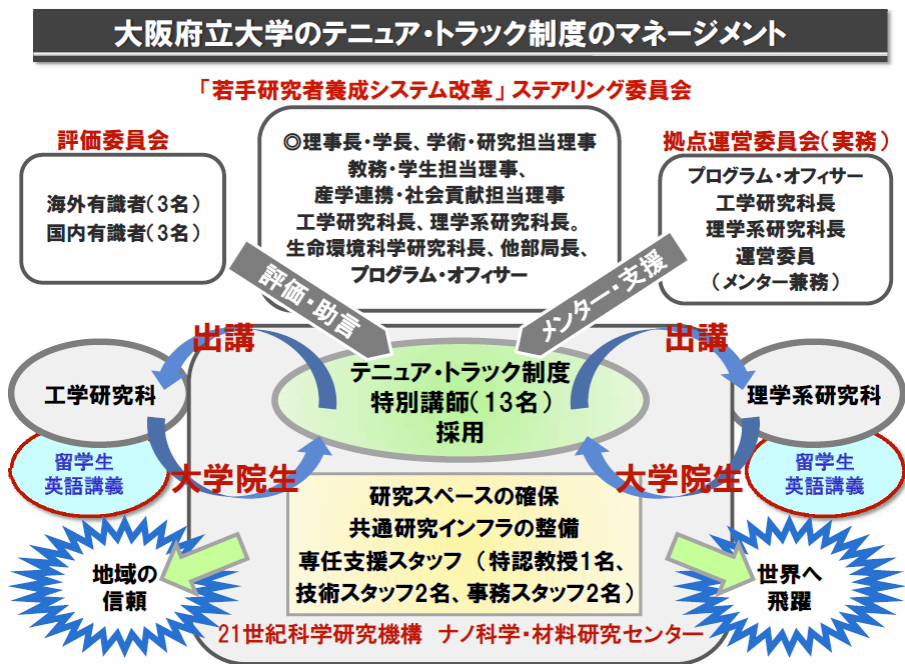 大阪府立大学のテニュア・トラック制度のマネージメント
「若手研究者養成システム改革」ステアリング委員会
評価委員会
海外有識者(3名)
国内有識者(3名)
◎理事長・学長、学術・研究担当理事
教務・学生担当理事、
産学連携・社会貢献担当理事
工学研究科長、理学系研究科長。
生命環境科学研究科長、他部局長、
プログラム・オフィサー
拠点運営委員会(実務)
プログラム・オフィサー
工学研究科長
理学系研究科長
運営委員
(メンター兼務)
評価・助言
メンター・支援
出講
出講
工学研究科
テニュア・トラック制度
特別講師(13名)
採用
理学系研究科
留学生
英語講義
大学院生
大学院生
留学生
英語講義
研究スペースの確保
共通研究インフラの整備
専任支援スタッフ(特認教授1名、
技術スタッフ2名、事務スタッフ2名)
地域の
信頼
世界へ
飛躍
21世紀科学研究機構 ナノ科学・材料研究センター